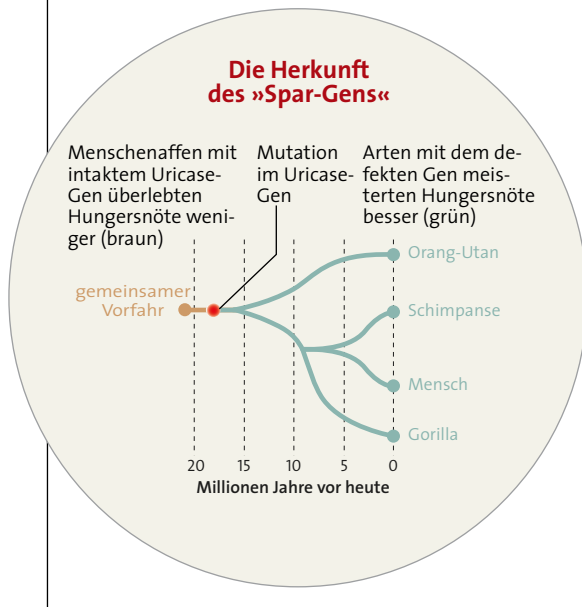 Die Herkunft
des »Spar-Gens«
Menschenaffen mit
intaktem Uricase-
Gen überlebten
Hungersnöte weni-
ger (braun)
Mutation
im Uricase-
Gen
Arten mit dem de-
fekten Gen meis-
terten Hungersnöte
besser (grün)
gemeinsamer
Vorfahr
Orang-Utan
Schimpanse
Mensch
Gorilla
20 15 10 5 0
Millionen Jahre vor heute